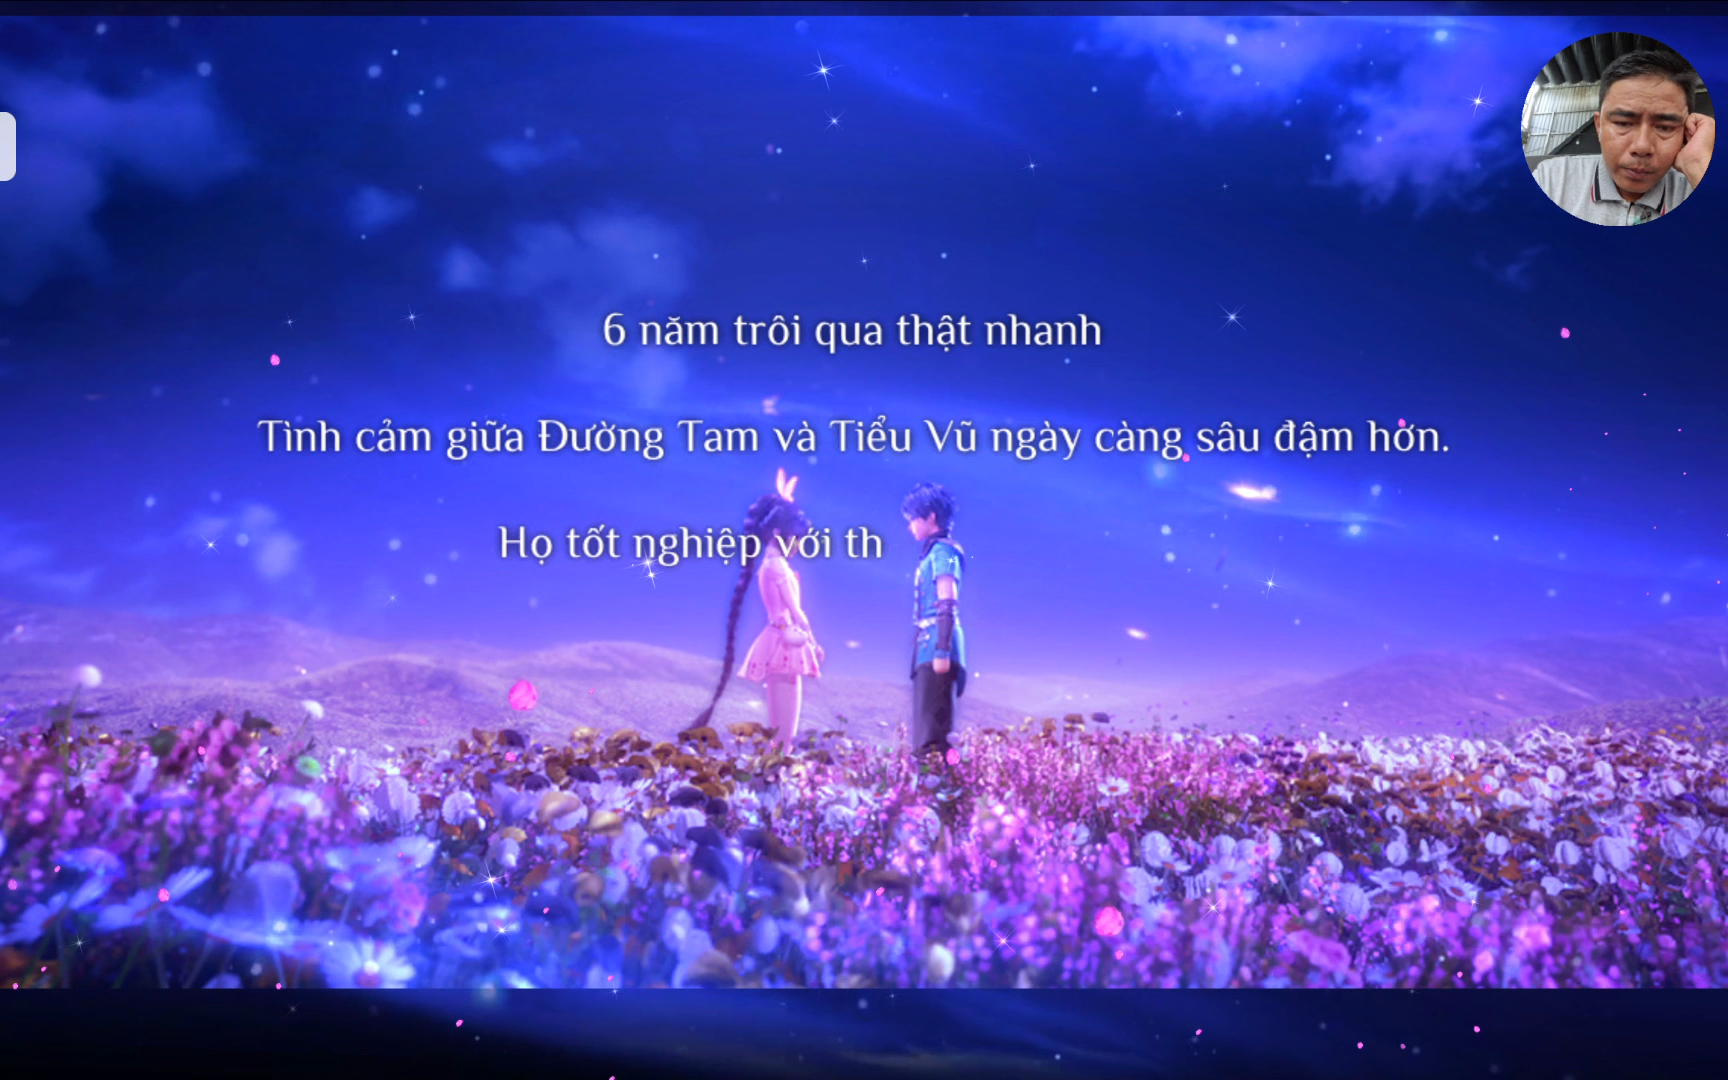 6 năm trôi qua thật nhanh
Tình cảm giữa Đường Tam và Tiểu Vũ ngày càng sâu đậm hơn.
Họ tốt nghiệp với th